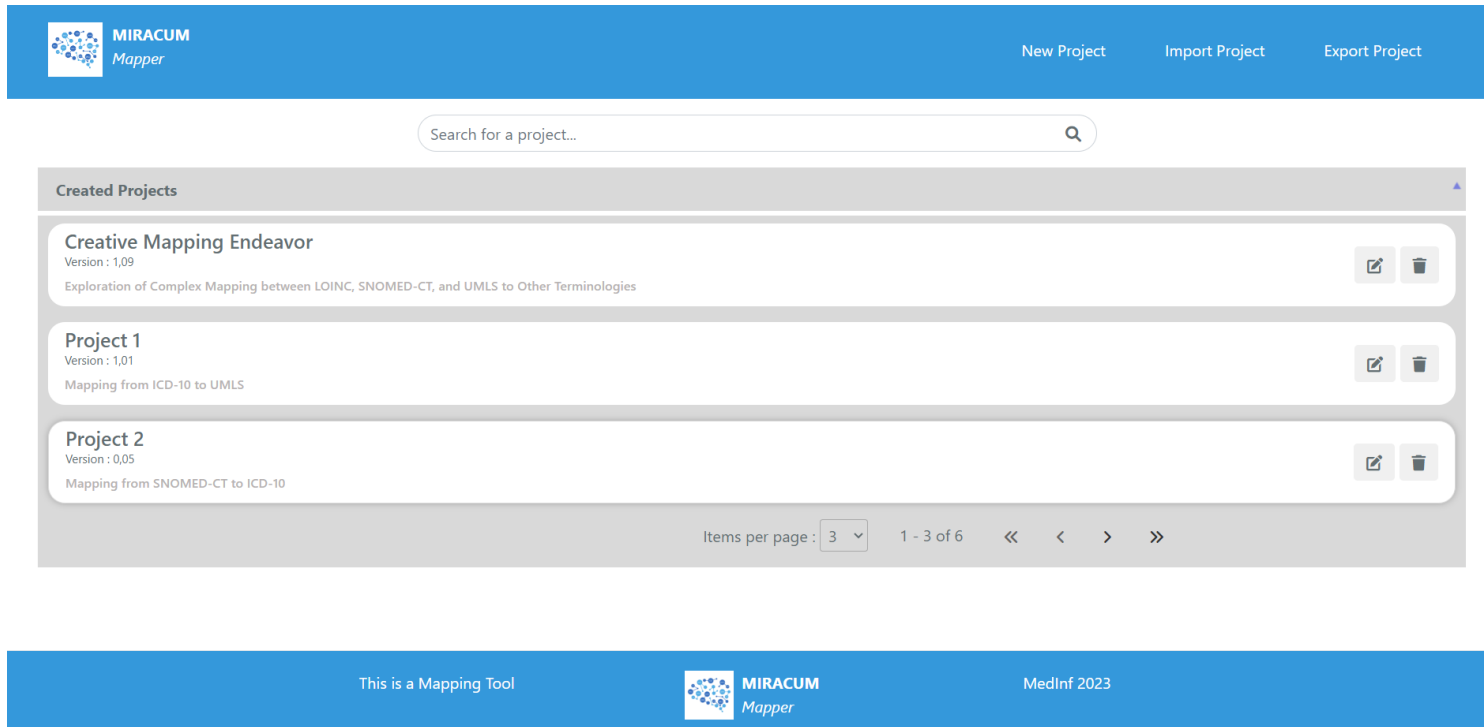 MIRACUM
Mapper
New Project Import Project Export Project
Search for a project...
Created Projects
Creative Mapping Endeavor
Version : 1,09
Exploration of Complex Mapping between LOINC, SNOMED-CT, and UMLS to Other Terminologies
Project 1
Version : 1,01
Mapping from ICD-10 to UMLS
Project 2
Version : 0,05
Mapping from SNOMED-CT to ICD-10
Items per page : 3 1 - 3 of 6
This is a Mapping Tool
MIRACUM
Mapper
MedInf 2023